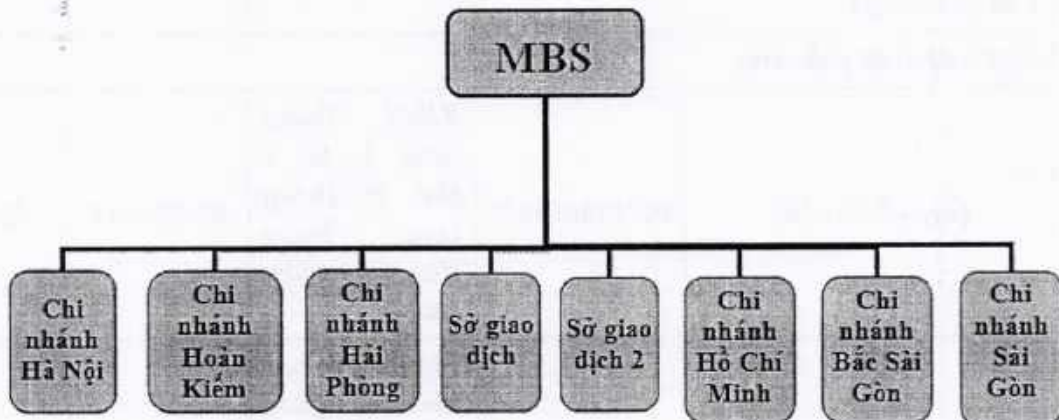 MBS
Chi
nhánh
Hà Nội
Chi
nhánh
Hoàn
Kiếm
Chi
nhánh
Hải
Phòng
Sở giao
dịch
Sở giao
dịch 2
Chi
nhánh
Hồ Chí
Minh
Chi
nhánh
Bắc Sài
Gòn
Chi
nhánh
Sài
Gòn